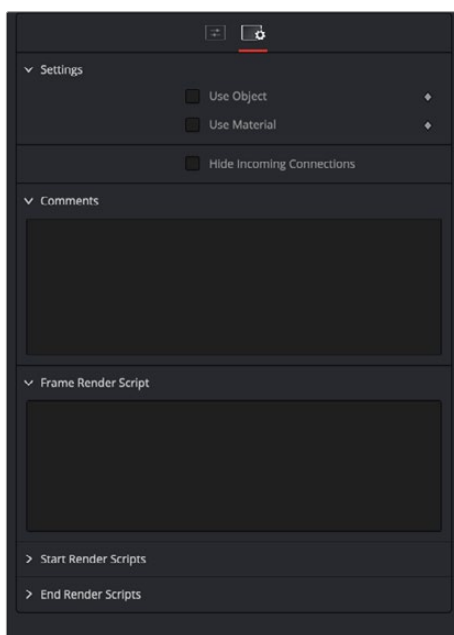 Settings
Use Object
Use Material
Hide Incoming Connections
Comments
Frame Render Script
Start Render Scripts
End Render Scripts